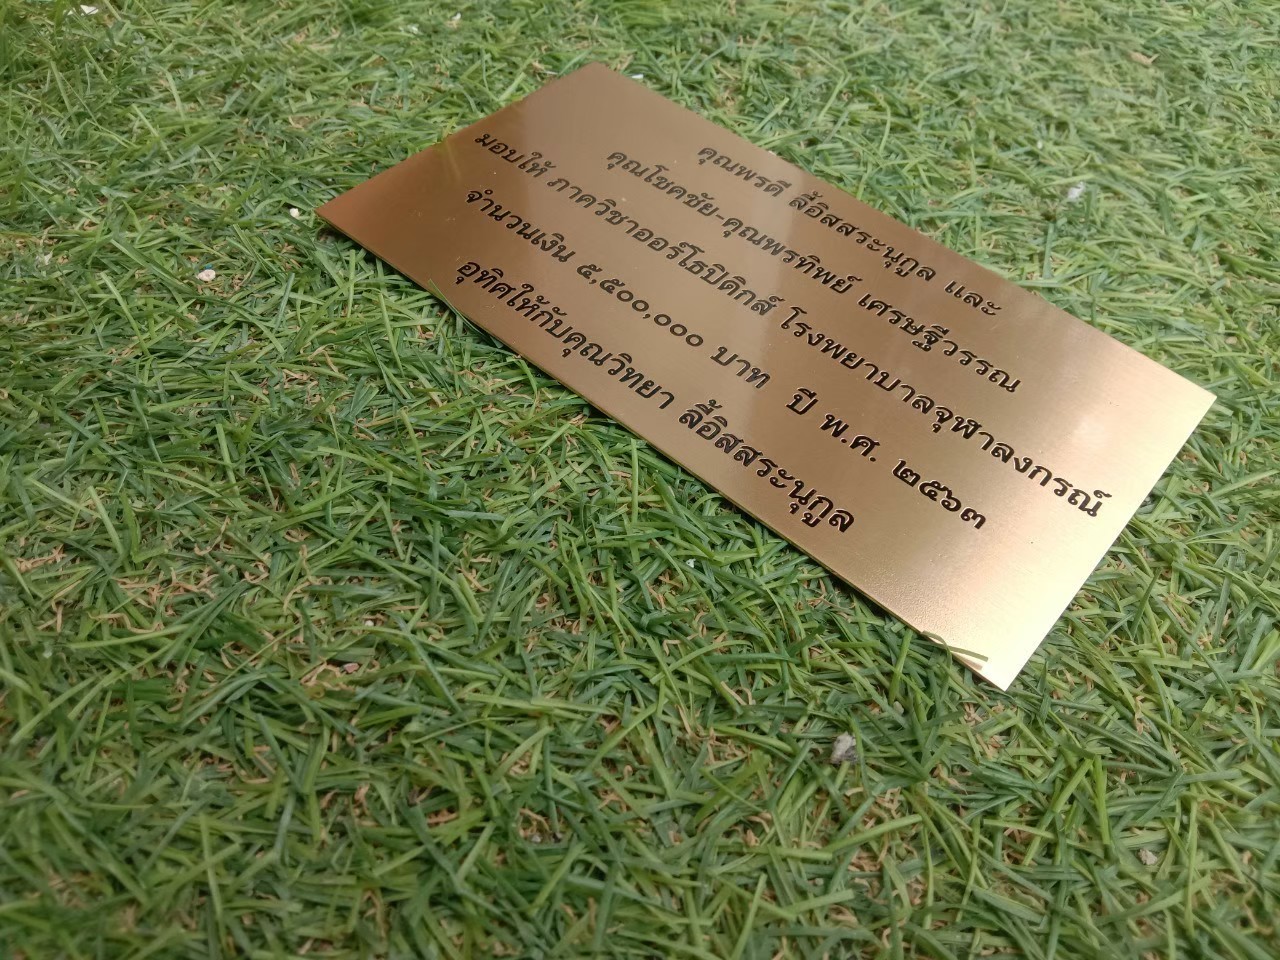 คุณพรดี ลี้อิสสระนุกูล และ
คุณโชคชัย-คุณพรทิพย์ เศรษฐีวรรณ
มอบให้ ภาควิชาออร์โธปิดิกส์ โรงพยาบาลจุฬาลงกรณ์
จำนวนเงิน ๕,๕๐๐,๐๐๐ บาท ปี พ.ศ. ๒๕๖๓
อุทิศให้กับคุณวิทยา ลี้อิสสระนุกูล